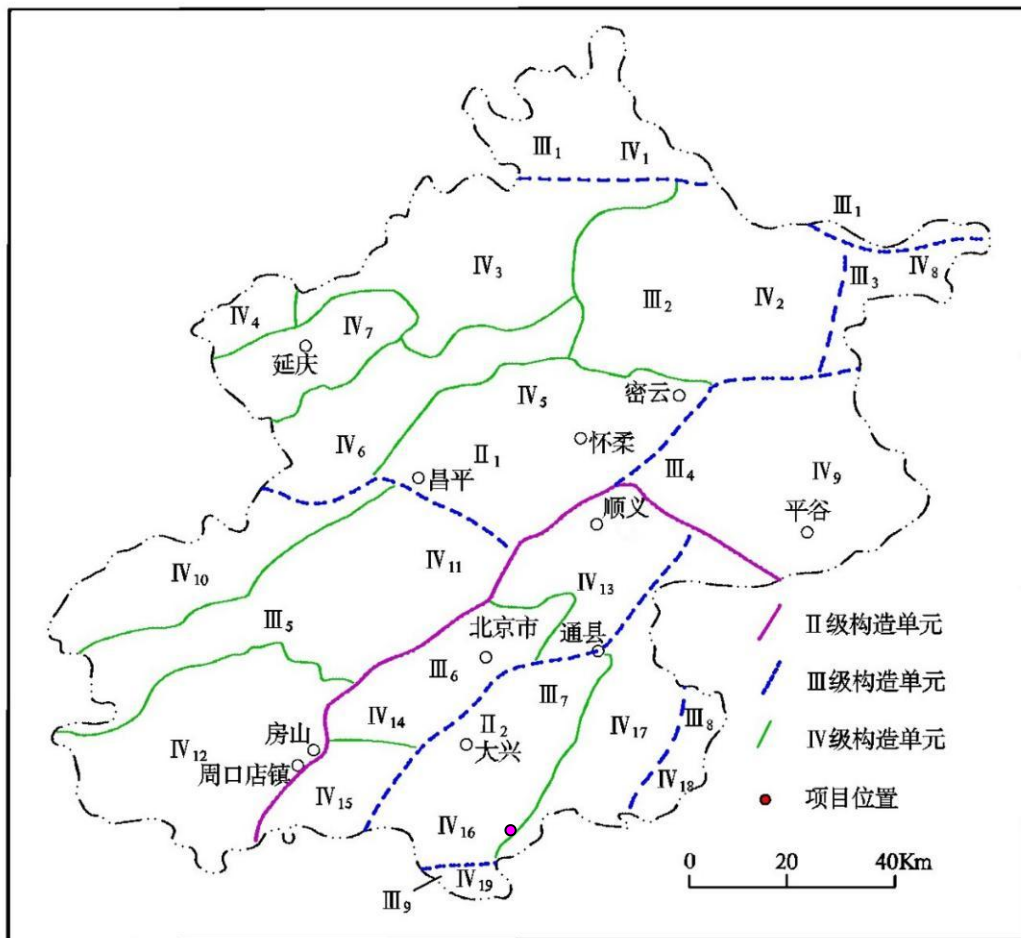 Ⅲ₁
Ⅳ₁
Ⅲ₁
Ⅳ₃
Ⅲ₃
Ⅳ₈
Ⅲ₂
Ⅳ₂
Ⅳ₄
Ⅳ₇
延庆
Ⅳ₅
密云
Ⅳ₆
Ⅱ₁
怀柔
昌平
Ⅲ₄
Ⅳ₉
顺义
平谷
Ⅳ₁₀
Ⅳ₁₁
Ⅳ₁₃
Ⅲ₅
北京市
通县
Ⅲ₆
Ⅲ₇
Ⅳ₁₄
Ⅱ₂
Ⅳ₁₇
Ⅲ₈
房山
大兴
Ⅳ₁₂
周口店镇
Ⅳ₁₈
Ⅳ₁₅
Ⅳ₁₆
Ⅳ₁₉
Ⅲ₉
Ⅱ级构造单元
Ⅲ级构造单元
Ⅳ级构造单元
项目位置
0 20 40Km